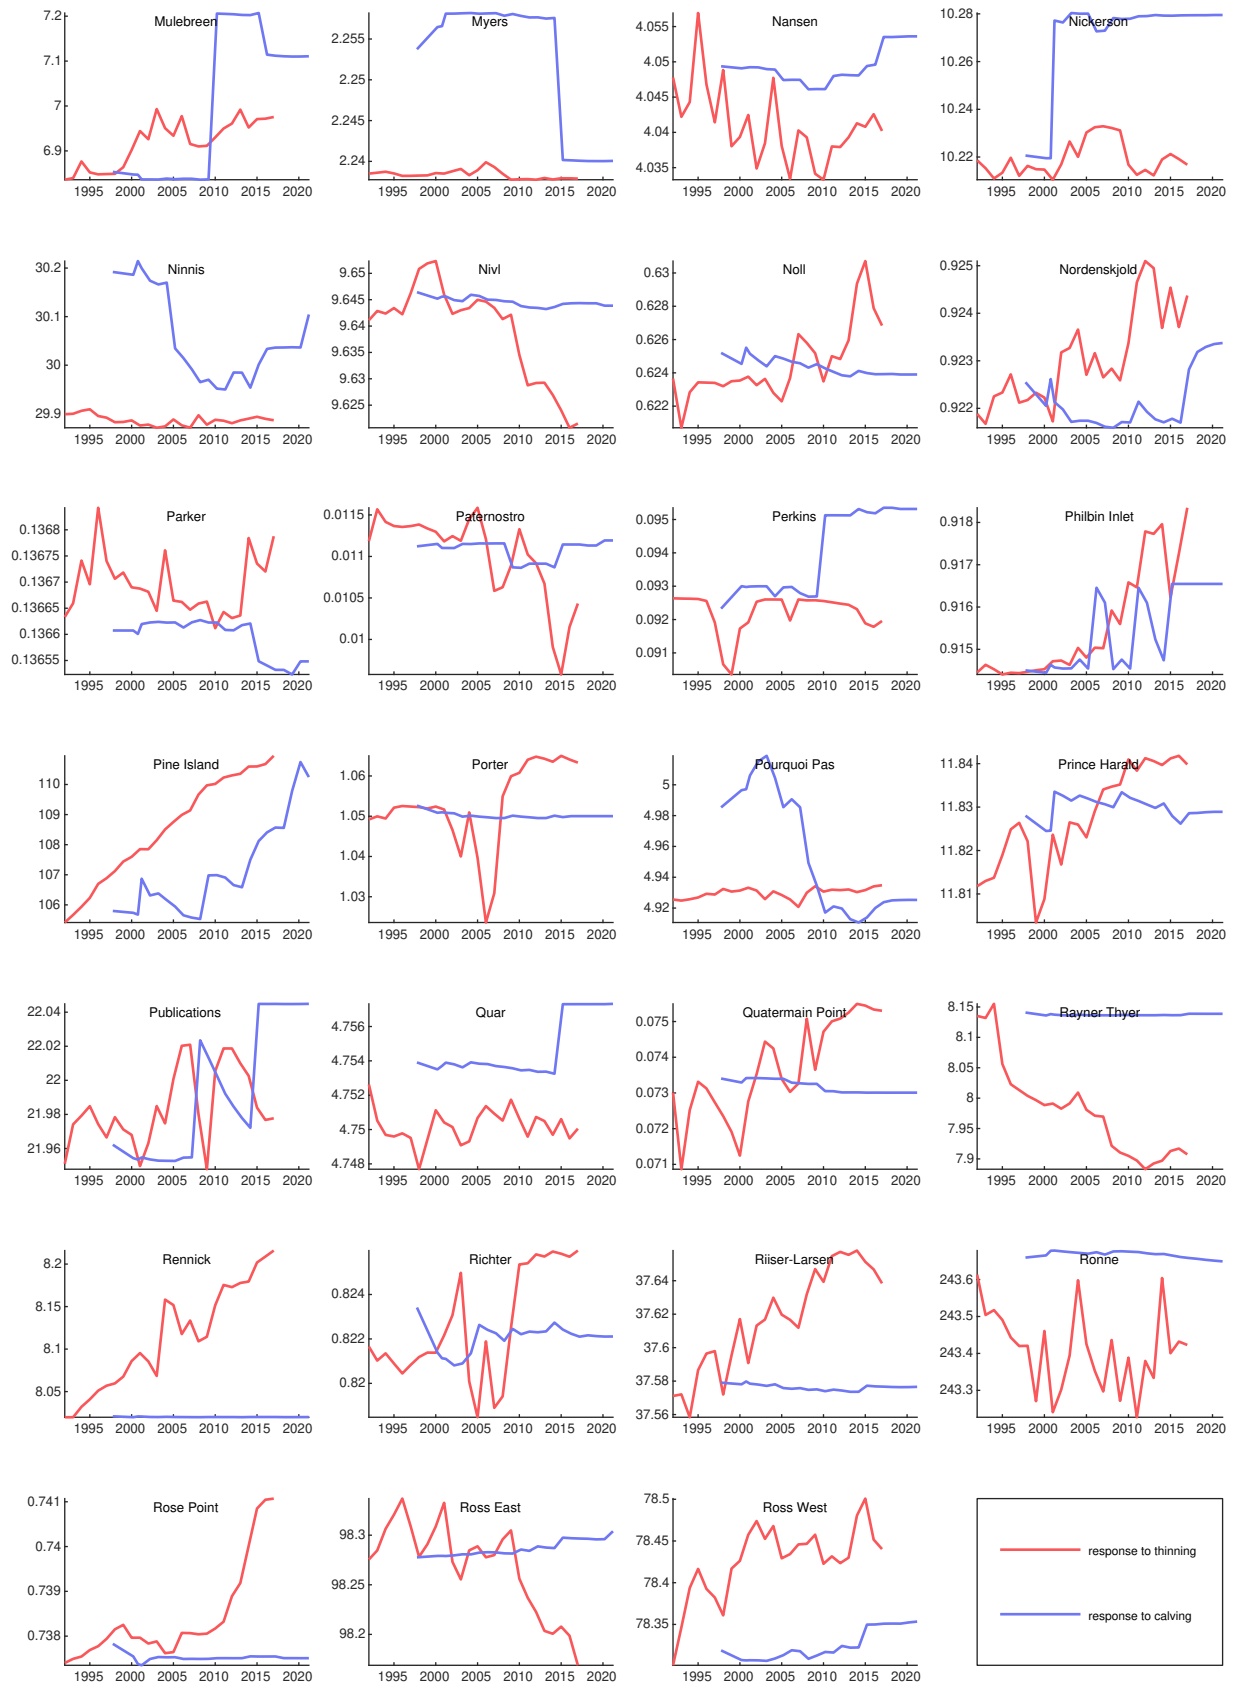 Mulebreen Myers Nansen Nickerson
7.2 7.1 7 6.9
2.255 2.25 2.245 2.24
4.055 4.05 4.045 4.04 4.035
10.28 10.26 10.24 10.22
1995 2000 2005 2010 2015 2020 1995 2000 2005 2010 2015 2020 1995 2000 2005 2010 2015 2020 1995 2000 2005 2010 2015 2020
Ninnis Nivl Noll Nordenskjold
30.2 30.1 30 29.9
9.65 9.645 9.64 9.635 9.63 9.625
0.63 0.628 0.626 0.624 0.622
0.925 0.924 0.923 0.922
1995 2000 2005 2010 2015 2020 1995 2000 2005 2010 2015 2020 1995 2000 2005 2010 2015 2020 1995 2000 2005 2010 2015 2020
Parker Paternostro Perkins Philbin Inlet
0.1368 0.13675 0.1367 0.13665 0.1366 0.13655
0.0115 0.011 0.0105 0.01
0.095 0.094 0.093 0.092 0.091
0.918 0.917 0.916 0.915
1995 2000 2005 2010 2015 2020 1995 2000 2005 2010 2015 2020 1995 2000 2005 2010 2015 2020 1995 2000 2005 2010 2015 2020
Pine Island Porter Pourquoi Pas Prince Harald
110 109 108 107 106
1.06 1.05 1.04 1.03
5 4.98 4.96 4.94 4.92
11.84 11.83 11.82 11.81
1995 2000 2005 2010 2015 2020 1995 2000 2005 2010 2015 2020 1995 2000 2005 2010 2015 2020 1995 2000 2005 2010 2015 2020
Publications Quar Quatermain Point Rayner Thyer
22.04 22.02 22 21.98 21.96
4.756 4.754 4.752 4.75 4.748
0.075 0.074 0.073 0.072 0.071
8.15 8.1 8.05 8 7.95 7.9
1995 2000 2005 2010 2015 2020 1995 2000 2005 2010 2015 2020 1995 2000 2005 2010 2015 2020 1995 2000 2005 2010 2015 2020
Rennick Richter Riiser-Larsen Ronne
8.2 8.15 8.1 8.05
0.824 0.822 0.82
37.64 37.62 37.6 37.58 37.56
243.6 243.5 243.4 243.3
1995 2000 2005 2010 2015 2020 1995 2000 2005 2010 2015 2020 1995 2000 2005 2010 2015 2020 1995 2000 2005 2010 2015 2020
Rose Point Ross East Ross West
0.741 0.74 0.739 0.738
98.3 98.25 98.2
78.5 78.45 78.4 78.35
1995 2000 2005 2010 2015 2020 1995 2000 2005 2010 2015 2020 1995 2000 2005 2010 2015 2020
response to thinning
response to calving